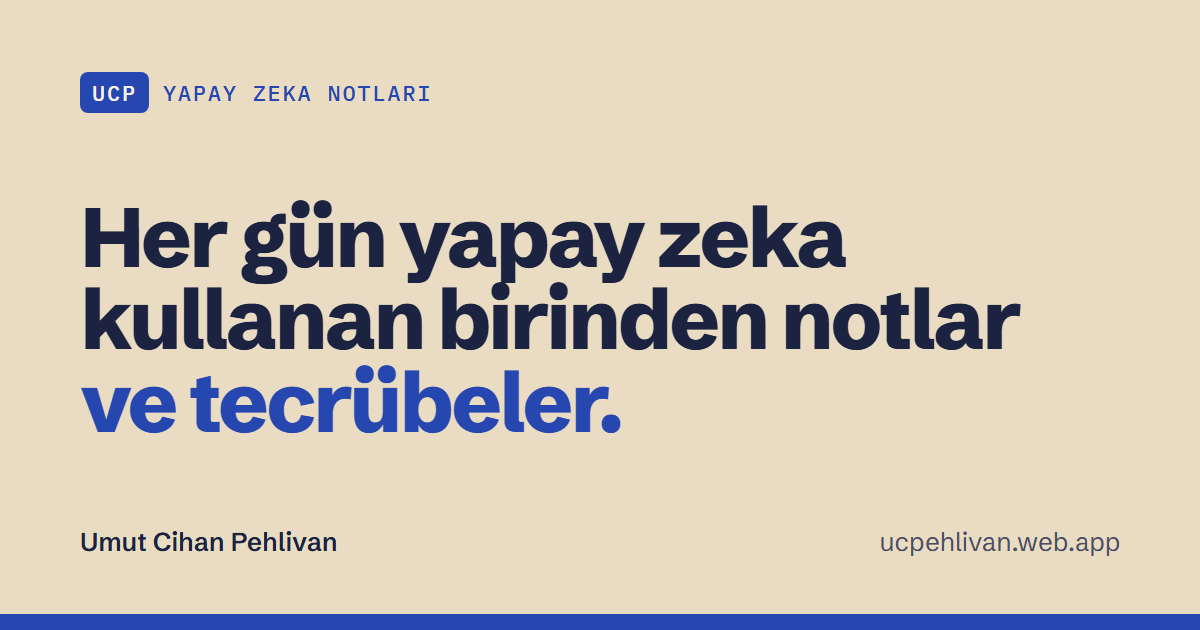 UCP YAPAY ZEKA NOTLARI
Her gün yapay zeka
kullanan birinden notlar
ve tecrübeler.
Umut Cihan Pehlivan
ucpehlivan.web.app